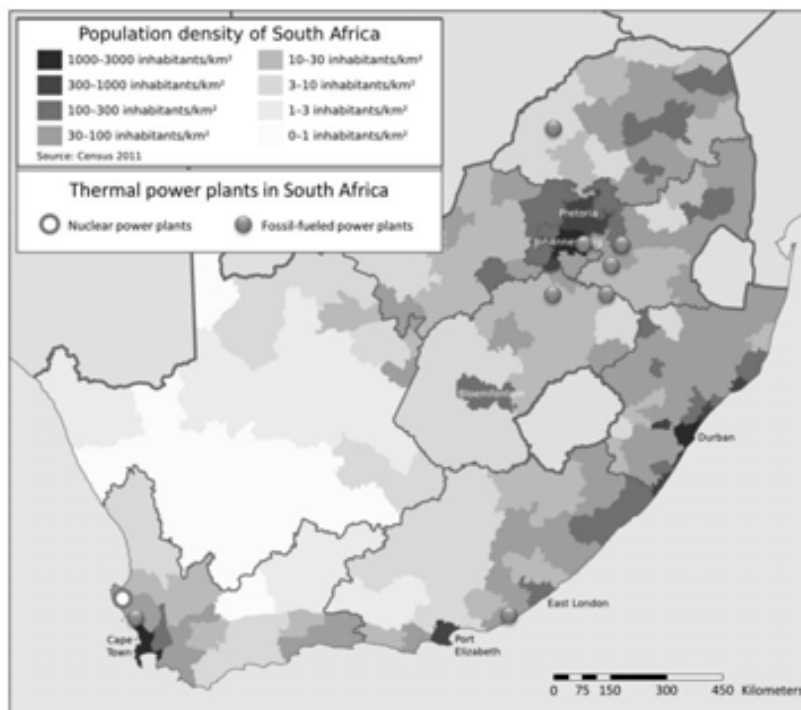 Population density of South Africa
1000–3000 inhabitants/km²
10–30 inhabitants/km²
300–1000 inhabitants/km²
3–10 inhabitants/km²
100–300 inhabitants/km²
1–3 inhabitants/km²
30–100 inhabitants/km²
0–1 inhabitants/km²
Source: Census 2011
Thermal power plants in South Africa
Nuclear power plants
Fossil-fueled power plants
Pretoria
Durban
East London
Cape
Town
Port
Elizabeth
0 75 150 300 450 Kilometers